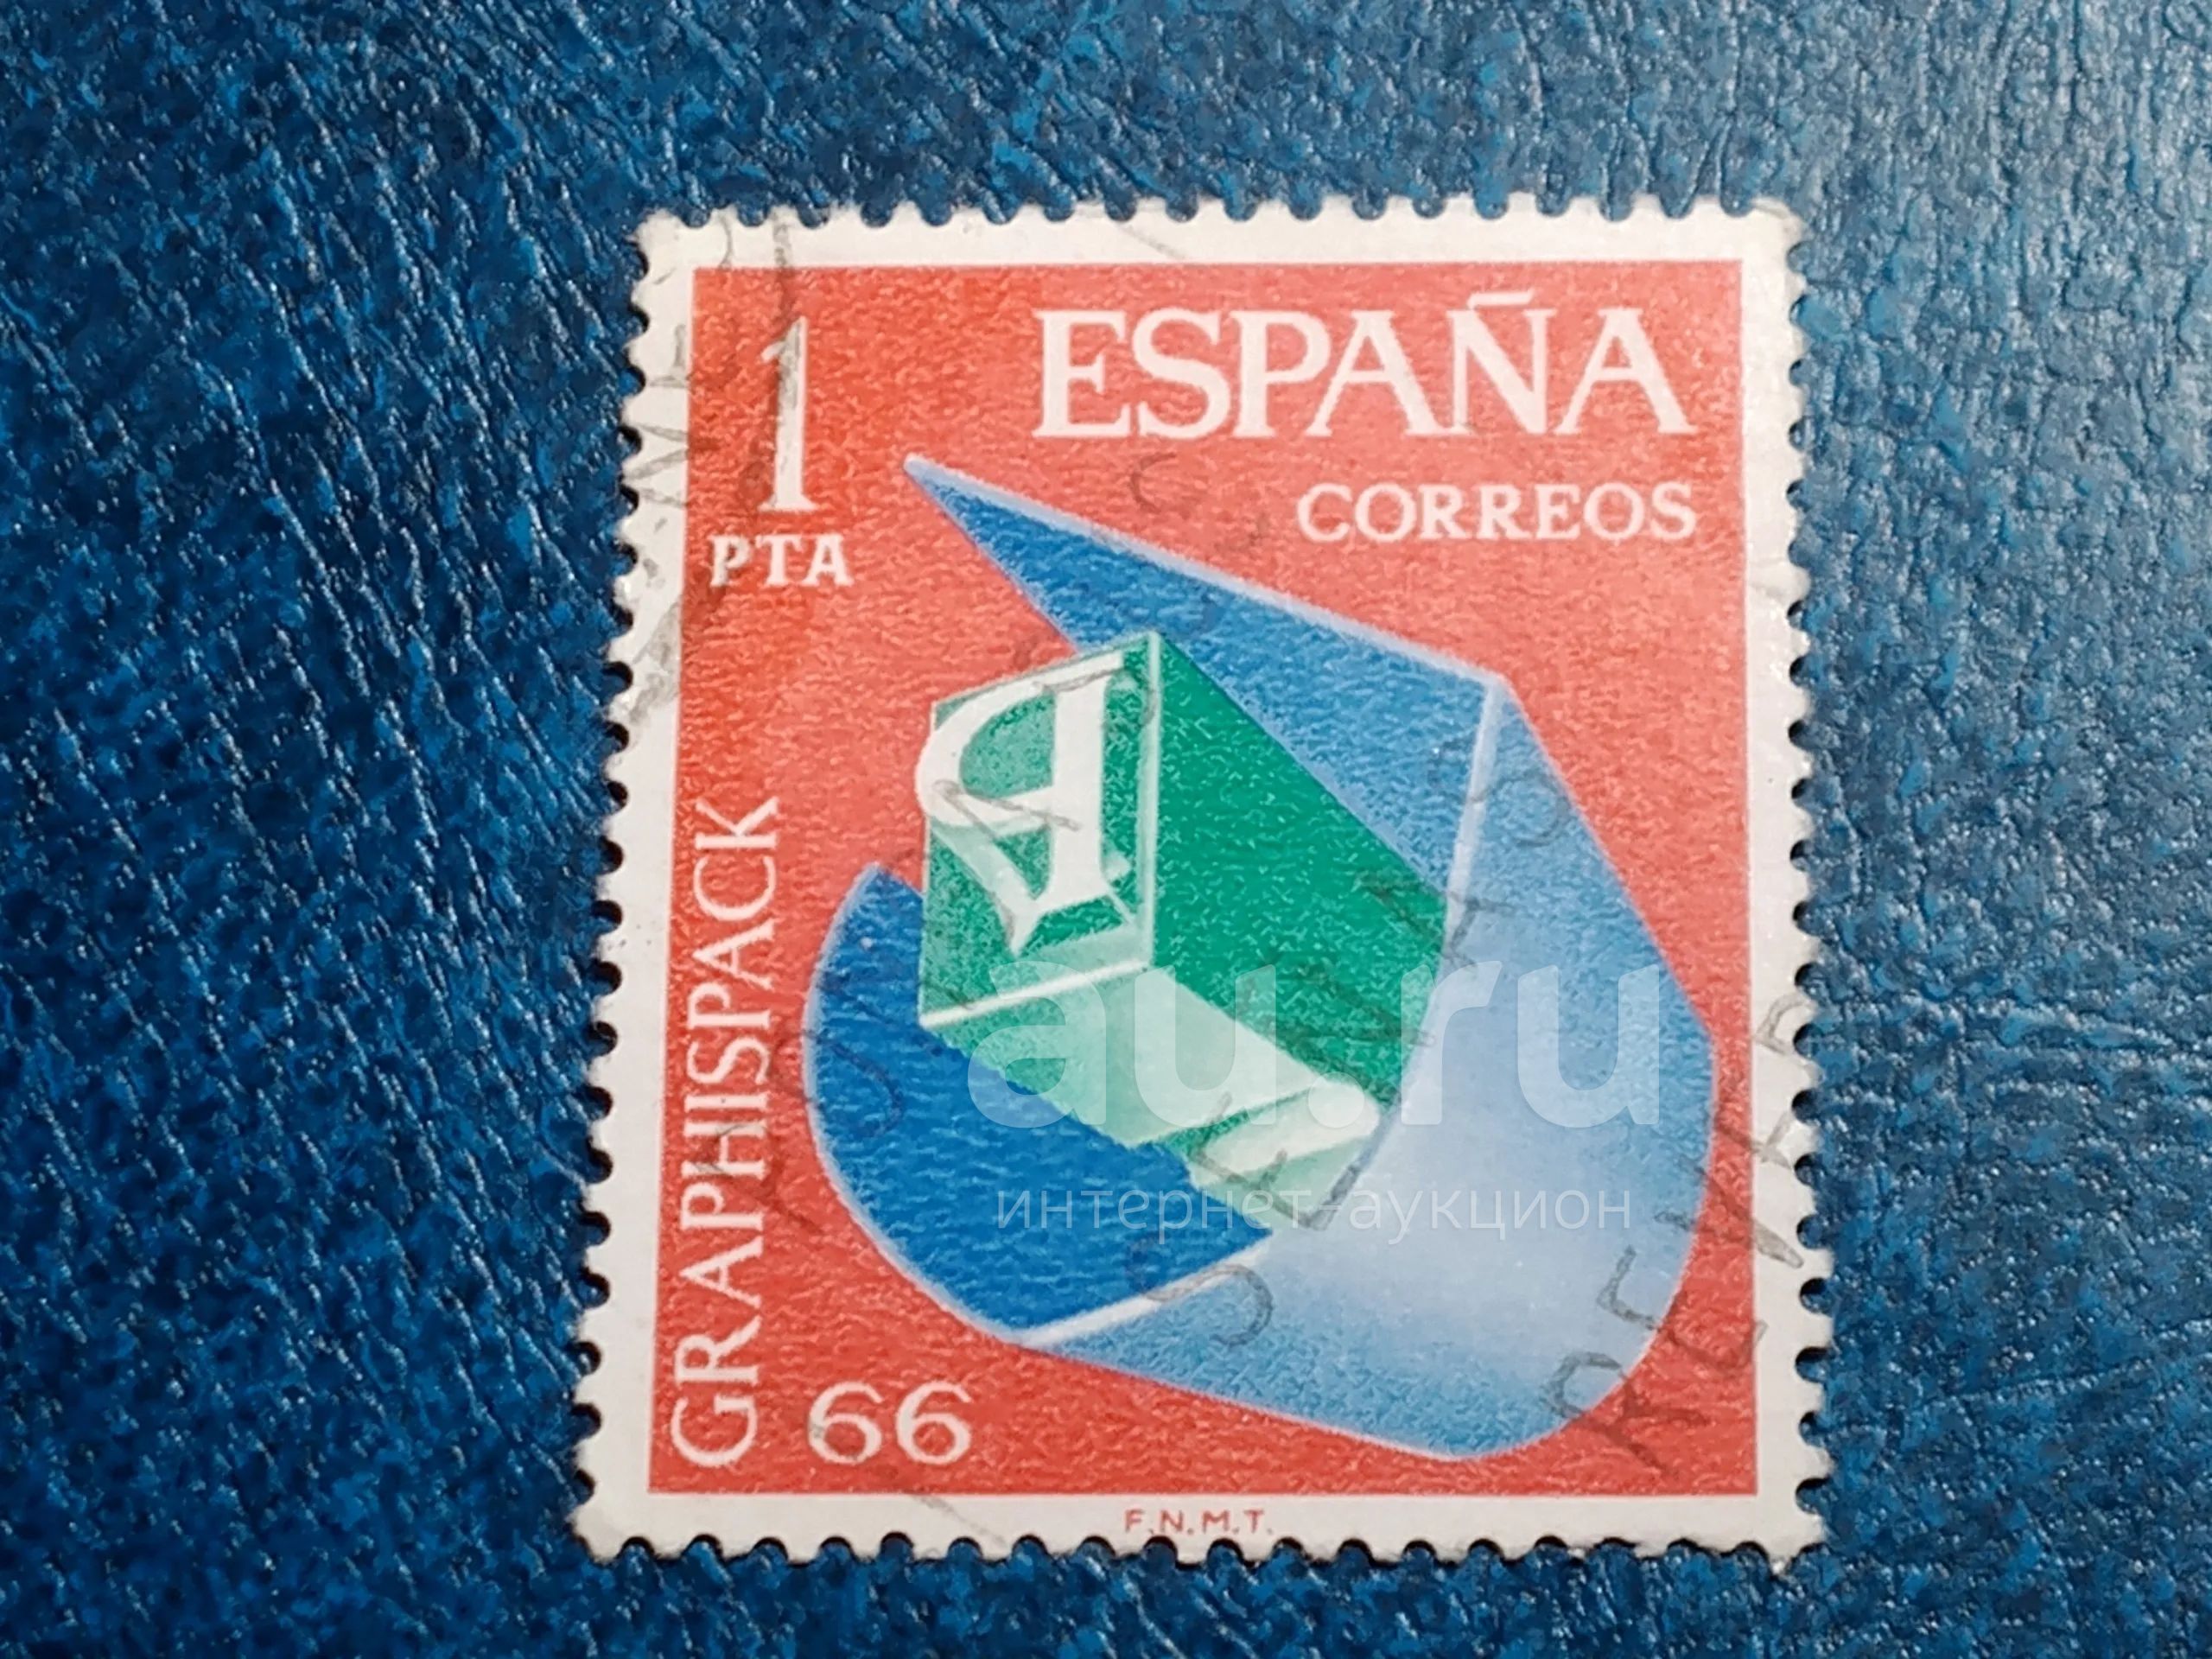 1
PTA
ESPAÑA
CORREOS
GRAPHISPACK
66
F.N.M.T.
au.ru
интернет-аукцион